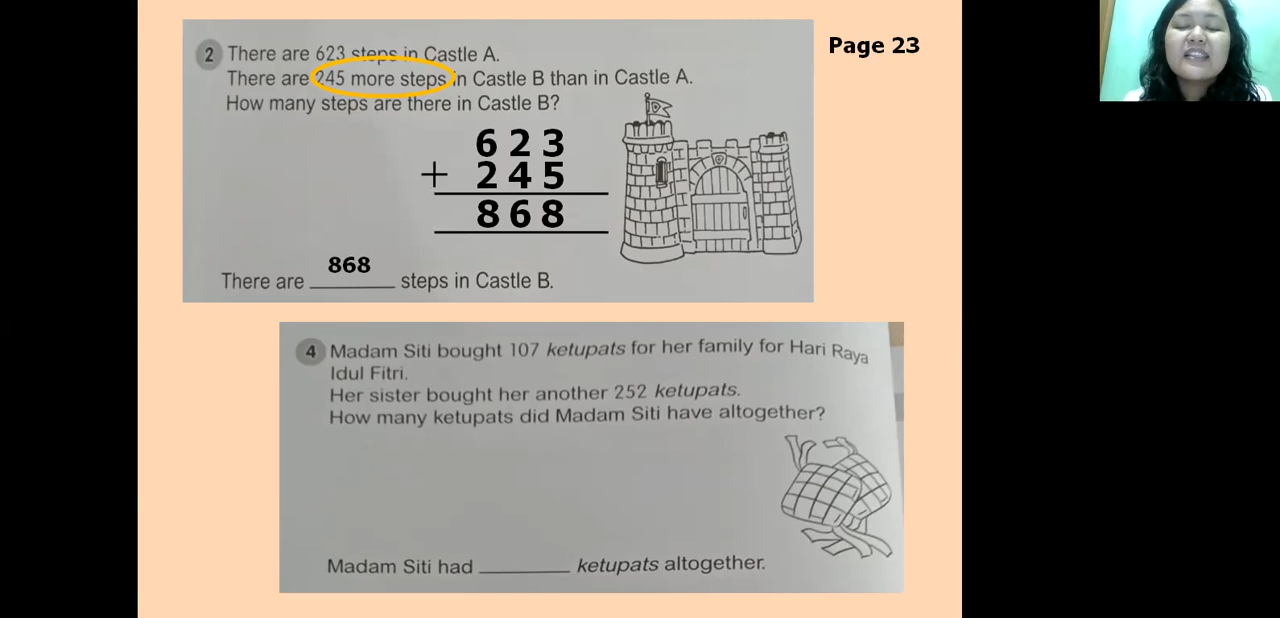 Page 23
2 There are 623 steps in Castle A.
There are 245 more steps in Castle B than in Castle A.
How many steps are there in Castle B?
6 2 3
+ 2 4 5
8 6 8
868
There are ________ steps in Castle B.
4 Madam Siti bought 107 ketupats for her family for Hari Raya
Idul Fitri.
Her sister bought her another 252 ketupats.
How many ketupats did Madam Siti have altogether?
Madam Siti had ________ ketupats altogether.